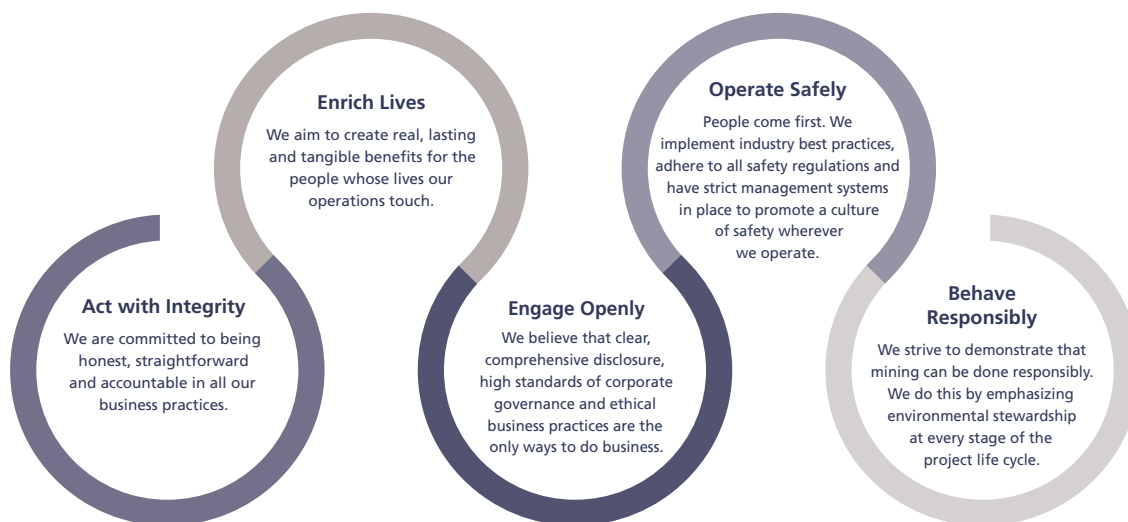 Act with Integrity
We are committed to being
honest, straightforward
and accountable in all our
business practices.
Enrich Lives
We aim to create real, lasting
and tangible benefits for the
people whose lives our
operations touch.
Engage Openly
We believe that clear,
comprehensive disclosure,
high standards of corporate
governance and ethical
business practices are the
only ways to do business.
Operate Safely
People come first. We
implement industry best practices,
adhere to all safety regulations and
have strict management systems
in place to promote a culture
of safety wherever
we operate.
Behave
Responsibly
We strive to demonstrate that
mining can be done responsibly.
We do this by emphasizing
environmental stewardship
at every stage of the
project life cycle.